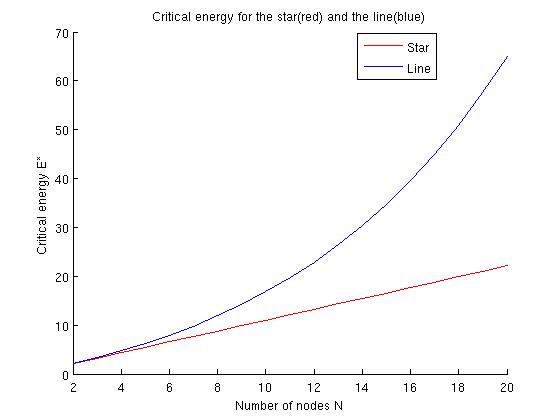 Critical energy for the star(red) and the line(blue)
Star
Line
70
60
50
40
30
20
10
0
Critical energy E*
2 4 6 8 10 12 14 16 18 20
Number of nodes N